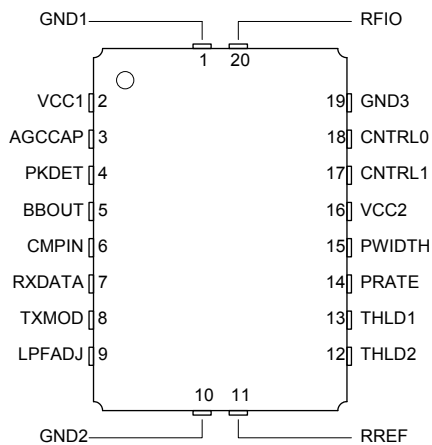 GND1 RFIO
1 20
VCC1 2 19 GND3
AGCCAP 3 18 CNTRL0
PKDET 4 17 CNTRL1
BBOUT 5 16 VCC2
CMPIN 6 15 PWIDTH
RXDATA 7 14 PRATE
TXMOD 8 13 THLD1
LPFADJ 9 12 THLD2
10 11
GND2 RREF